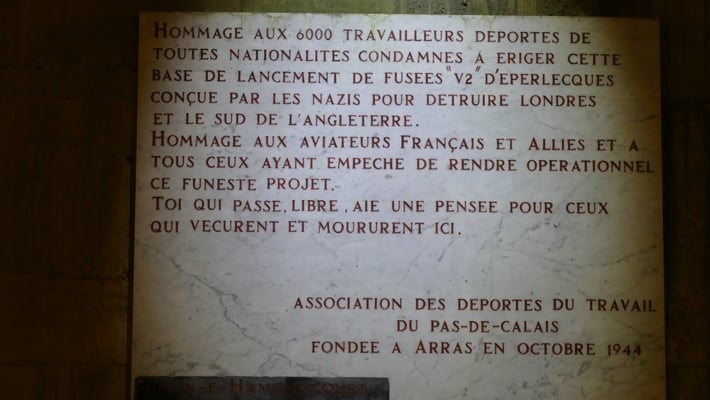 HOMMAGE AUX 6000 TRAVAILLEURS DEPORTES DE
TOUTES NATIONALITES CONDAMNES A ERIGER CETTE
BASE DE LANCEMENT DE FUSEES "V2" D'EPERLECQUES
CONÇUE PAR LES NAZIS POUR DETRUIRE LONDRES
ET LE SUD DE L'ANGLETERRE.
HOMMAGE AUX AVIATEURS FRANÇAIS ET ALLIES ET A
TOUS CEUX AYANT EMPECHE DE RENDRE OPERATIONNEL
CE FUNESTE PROJET.
TOI QUI PASSE, LIBRE, AIE UNE PENSEE POUR CEUX
QUI VECURENT ET MOURURENT ICI.
ASSOCIATION DES DEPORTES DU TRAVAIL
DU PAS-DE-CALAIS
FONDEE A ARRAS EN OCTOBRE 1944